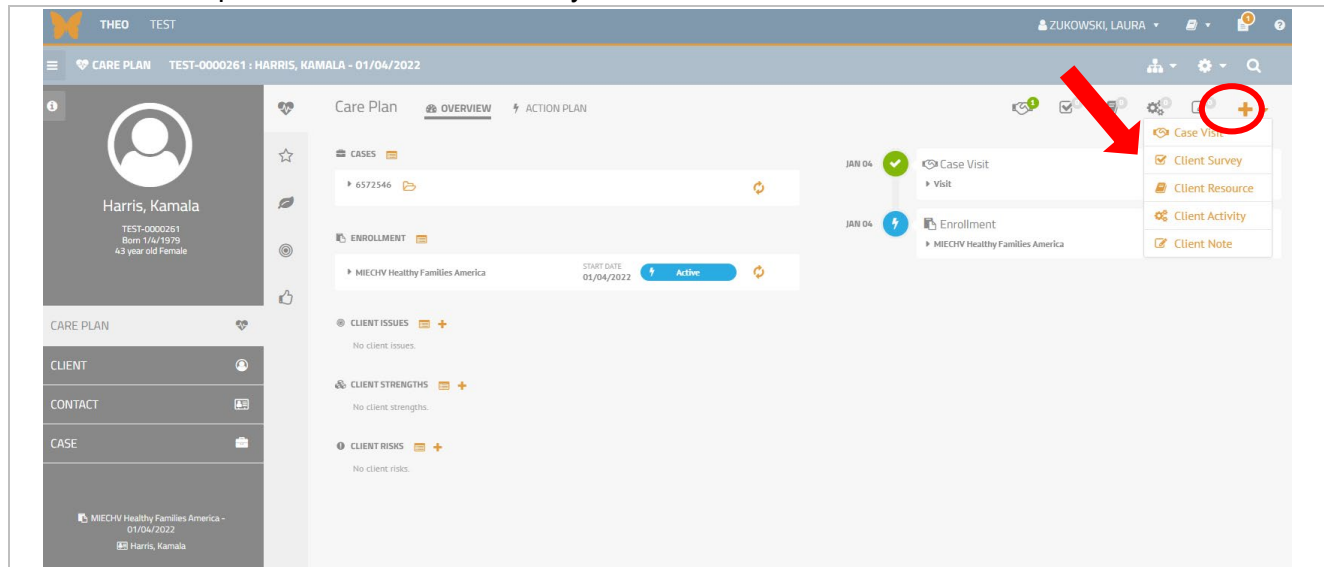 THEO TEST
ZUKOWSKI, LAURA
1
CARE PLAN TEST-0000261 : HARRIS, KAMALA - 01/04/2022
Harris, Kamala
TEST-0000261
Born 1/4/1979
43 year old Female
CARE PLAN
CLIENT
CONTACT
CASE
MIECHV Healthy Families America -
01/04/2022
Harris, Kamala
Care Plan OVERVIEW ACTION PLAN
1
CASES
6572546
ENROLLMENT
MIECHV Healthy Families America
START DATE
01/04/2022
Active
CLIENT ISSUES
No client issues.
CLIENT STRENGTHS
No client strengths.
CLIENT RISKS
No client risks.
JAN 04
Case Visit
Visit
JAN 04
Enrollment
MIECHV Healthy Families America
Case Visit
Client Survey
Client Resource
Client Activity
Client Note